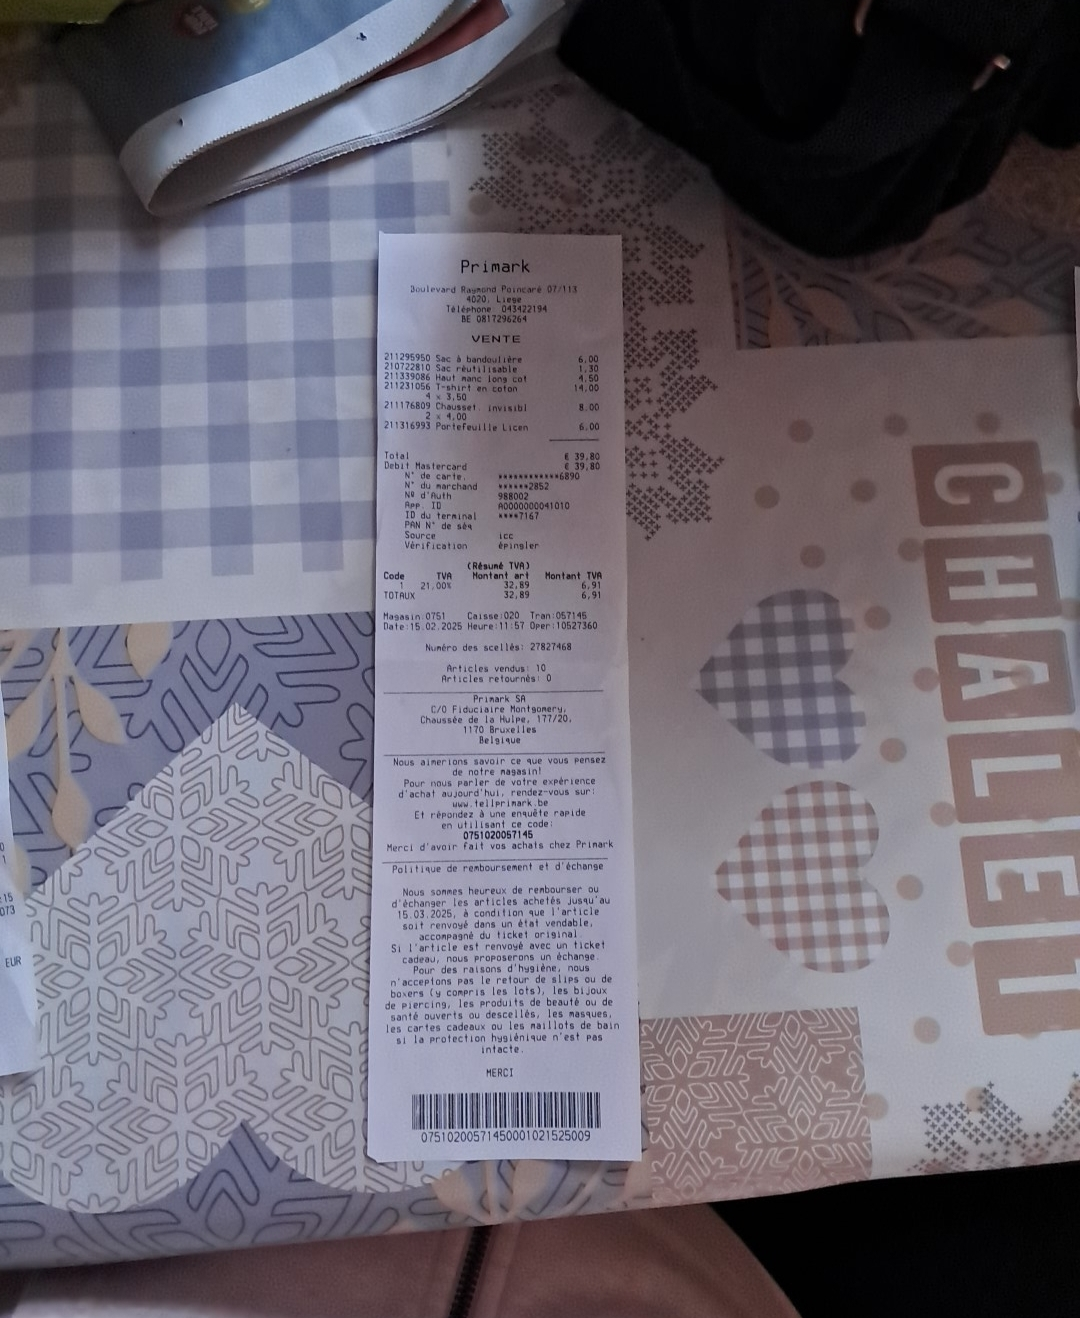 Primark
Boulevard Raymond Poincaré 07/113
4020, Liege
Téléphone 043422194
BE 0817296264
VENTE
211295950 Sac à bandoulière 6,00
210722810 Sac réutilisable 1,30
211339086 Haut manc long cot 4,50
211231056 T-shirt en coton 14,00
4 x 3,50
211176809 Chausset. invisibl 8,00
2 x 4,00
211316993 Portefeuille Licen 6,00
Total € 39,80
Debit Mastercard € 39,80
N° de carte. ************6890
N° du marchand ******2852
Nº d'Auth 988002
App. ID A0000000041010
ID du terminal ****7167
PAN N° de séq
Source icc
Vérification épingler
(Résumé TVA)
Code TVA Montant art Montant TVA
1 21,00% 32,89 6,91
TOTAUX 32,89 6,91
Magasin:0751 Caisse:020 Tran:057145
Date:15.02.2025 Heure:11:57 Oper:10527360
Numéro des scellés: 27827468
Articles vendus: 10
Articles retournés: 0
Primark SA
C/O Fiduciaire Montgomery,
Chaussée de la Hulpe, 177/20,
1170 Bruxelles
Belgique
Nous aimerions savoir ce que vous pensez
de notre magasin!
Pour nous parler de votre expérience
d'achat aujourd'hui, rendez-vous sur:
www.tellprimark.be
Et répondez à une enquête rapide
en utilisant ce code:
0751020057145
Merci d'avoir fait vos achats chez Primark
Politique de remboursement et d'échange
Nous sommes heureux de rembourser ou
d'échanger les articles achetés jusqu'au
15.03.2025, à condition que l'article
soit renvoyé dans un état vendable,
accompagné du ticket original.
Si l'article est renvoyé avec un ticket
cadeau, nous proposerons un échange.
Pour des raisons d'hygiène, nous
n'acceptons pas le retour de slips ou de
boxers (y compris les lots), les bijoux
de piercing, les produits de beauté ou de
santé ouverts ou descellés, les masques,
les cartes cadeaux ou les maillots de bain
si la protection hygiénique n'est pas
intacte.
MERCI
07510200571450001021525009
CHALET
0
1
:15
073
EUR